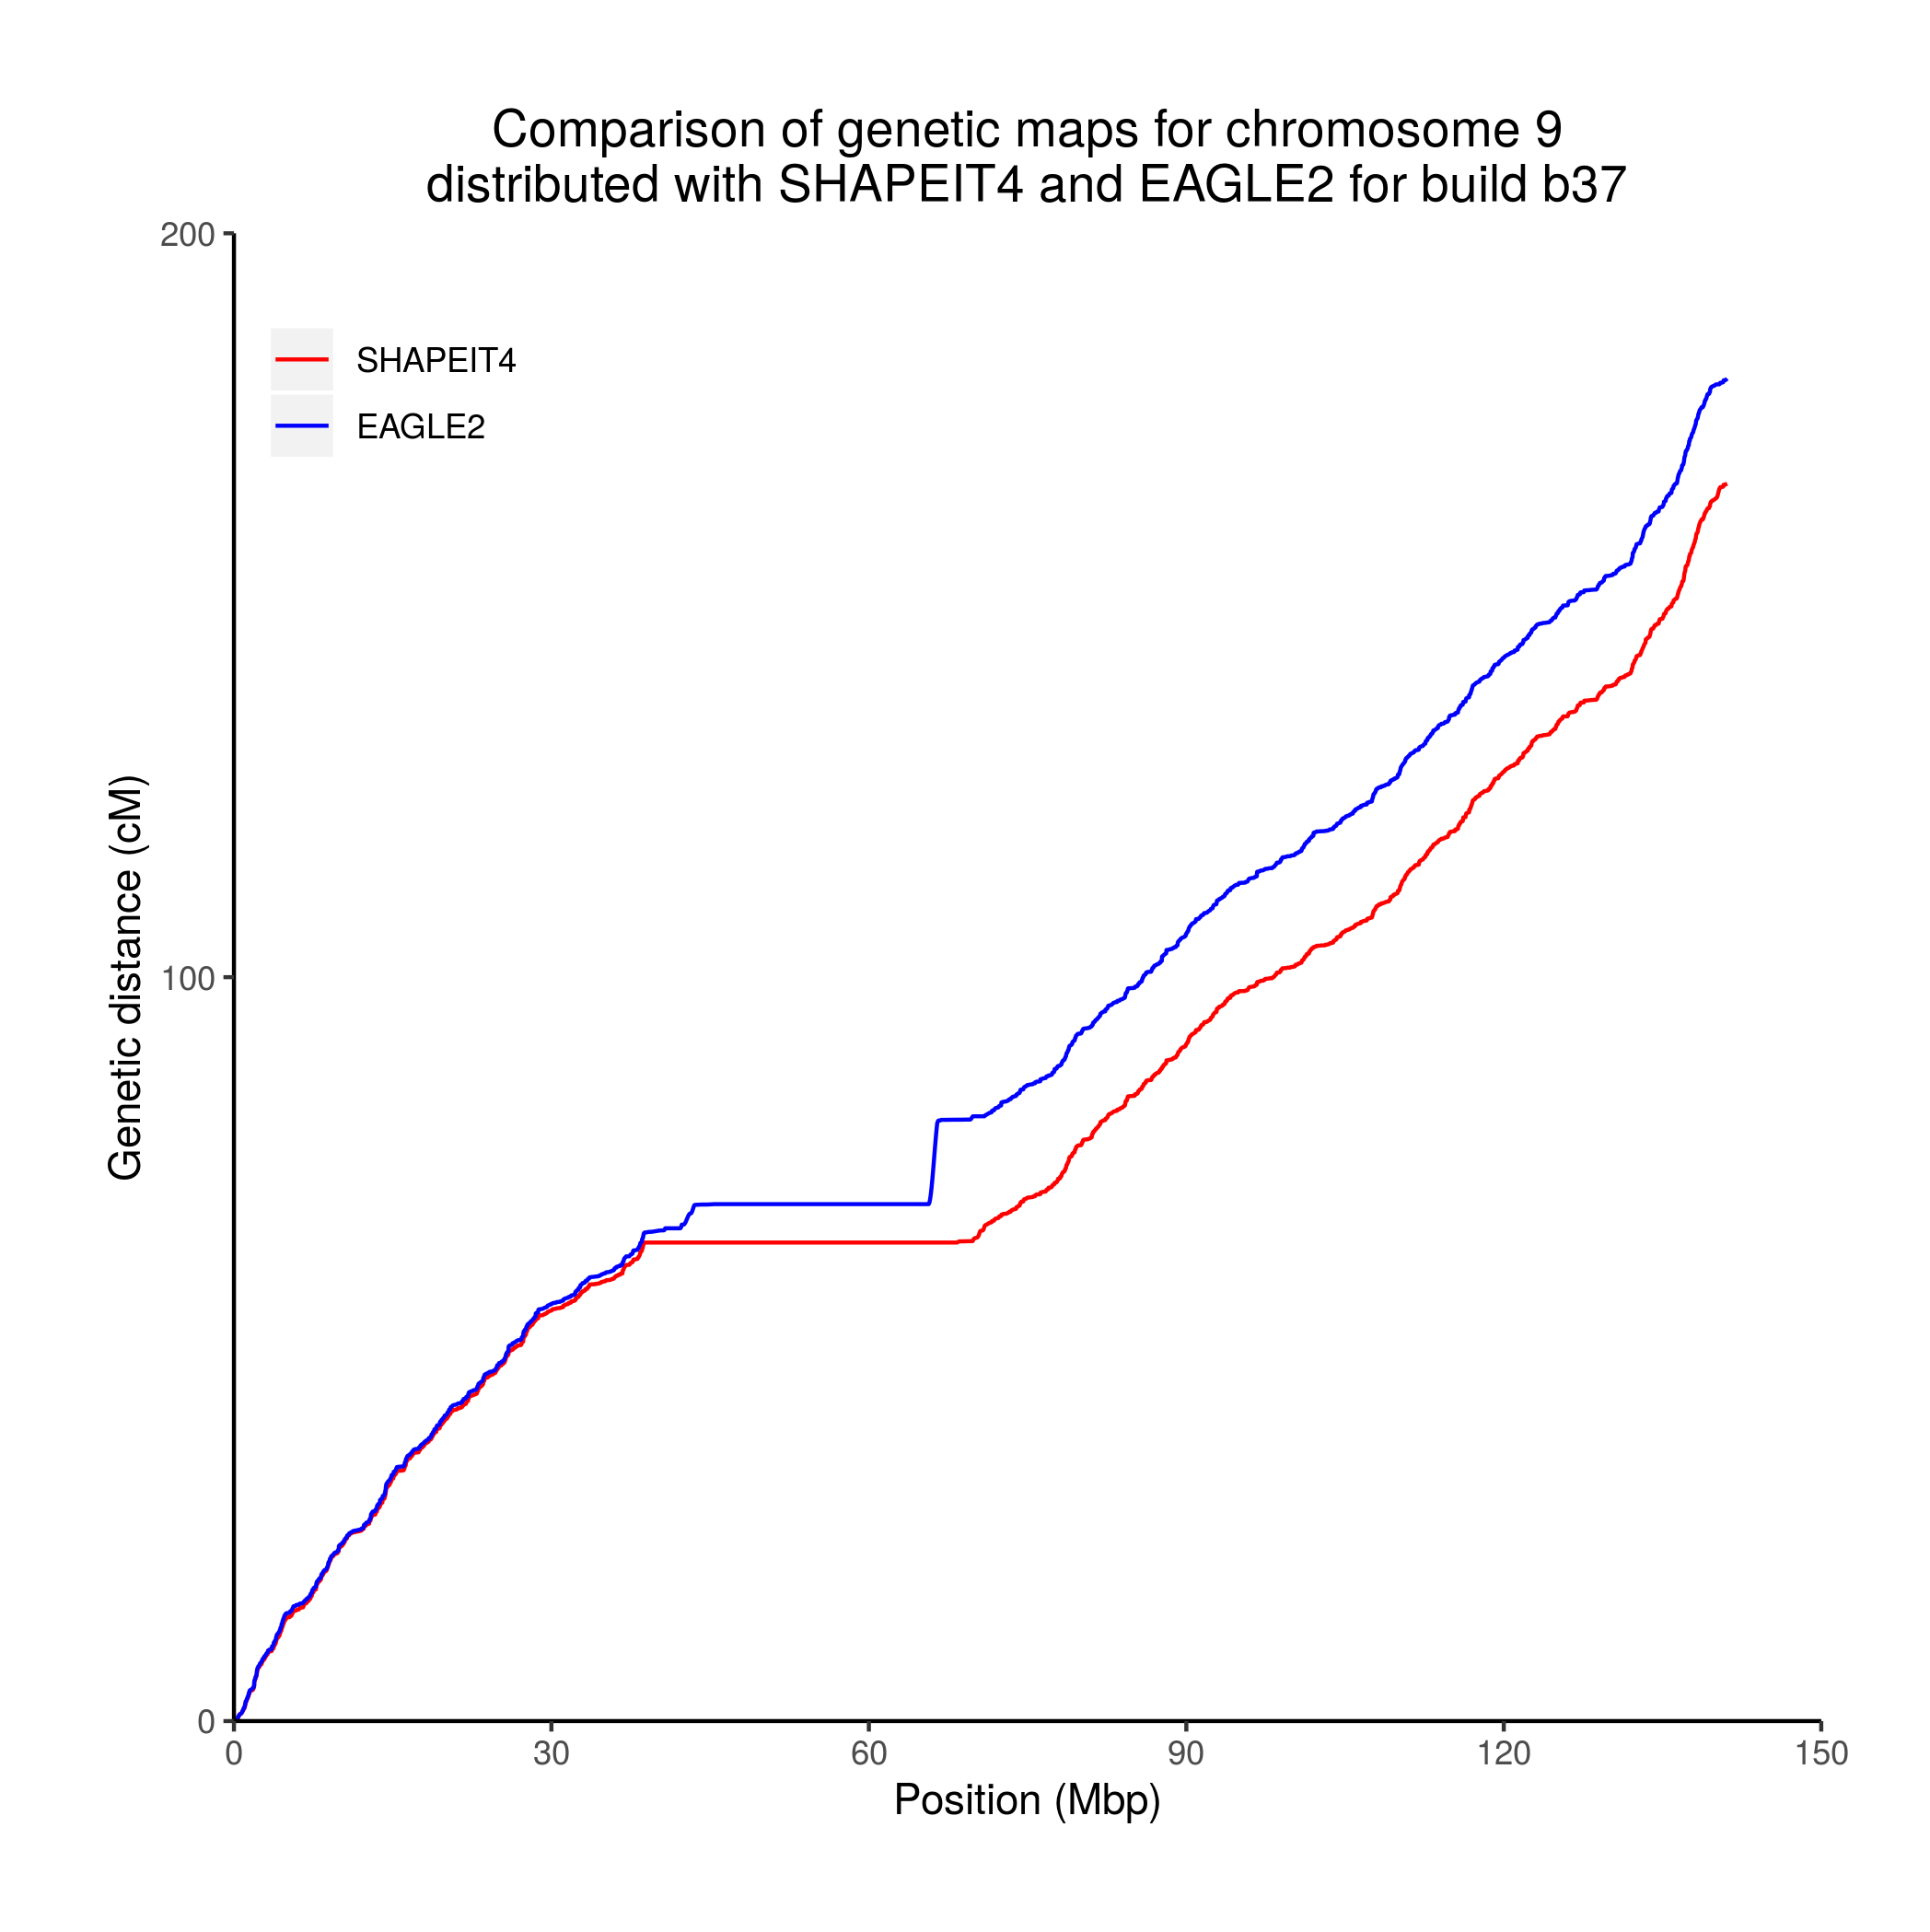 Comparison of genetic maps for chromosome 9
distributed with SHAPEIT4 and EAGLE2 for build b37
200
SHAPEIT4
EAGLE2
Genetic distance (cM)
100
0
0 30 60 90 120 150
Position (Mbp)